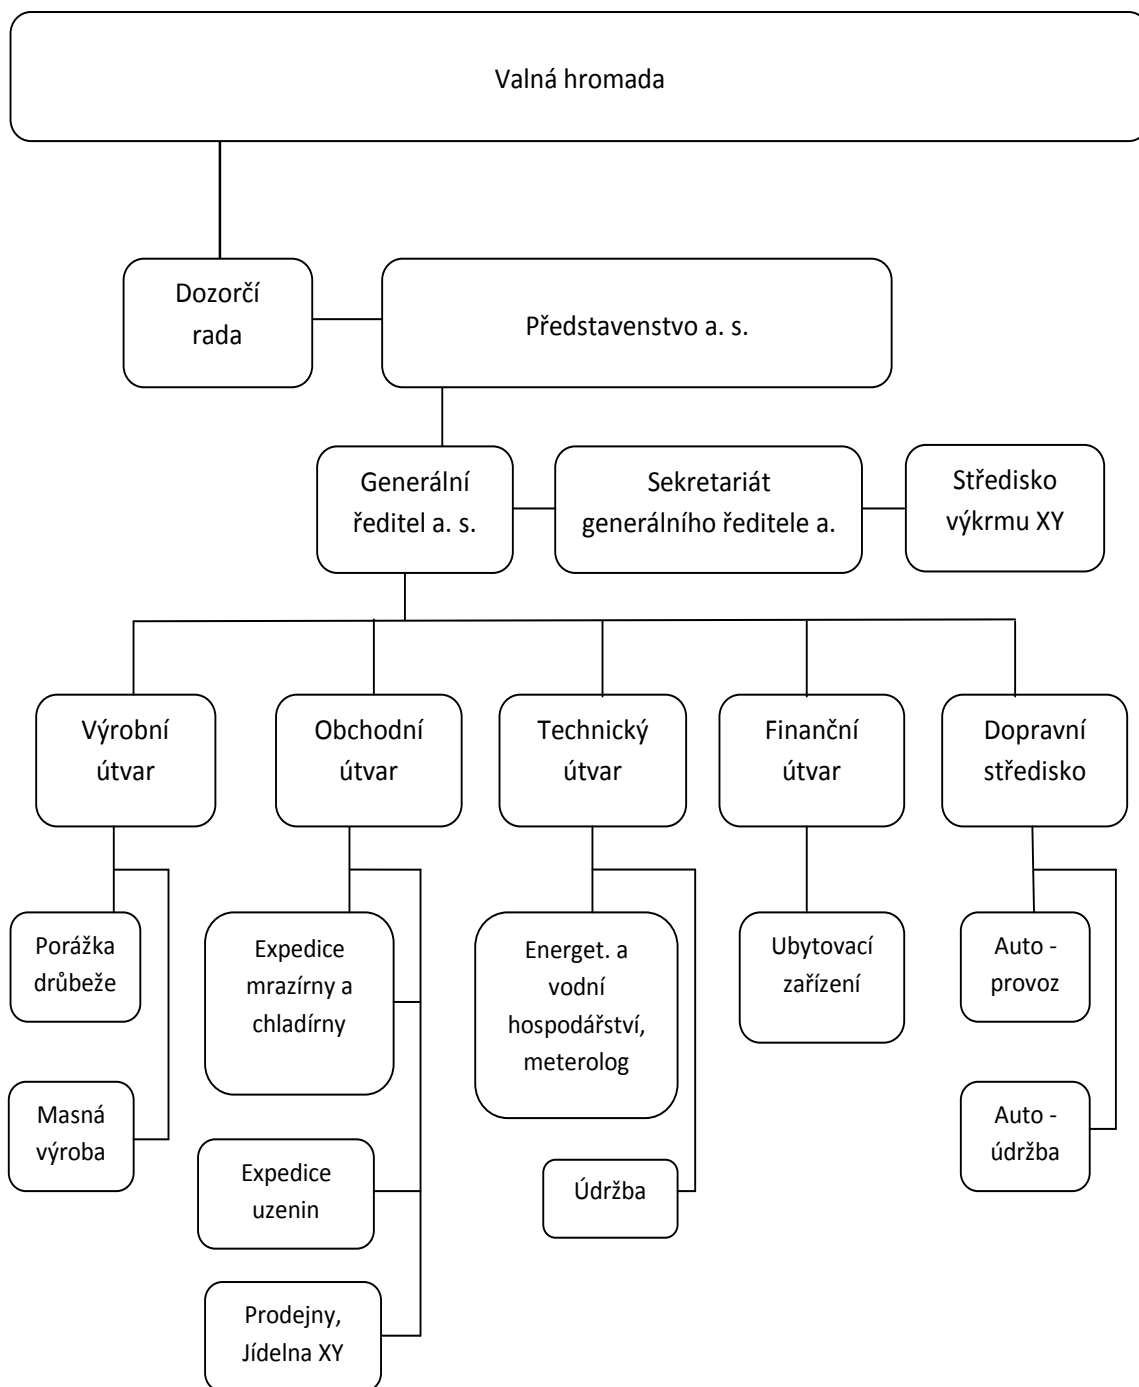 Valná hromada
Dozorčí
rada
Představenstvo a. s.
Generální
ředitel a. s.
Sekretariát
generálního ředitele a.
Středisko
výkrmu XY
Výrobní
útvar
Obchodní
útvar
Technický
útvar
Finanční
útvar
Dopravní
středisko
Porážka
drůbeže
Expedice
mrazírny a
chladírny
Energet. a
vodní
hospodářství,
meterolog
Ubytovací
zařízení
Auto -
provoz
Masná
výroba
Expedice
uzenin
Údržba
Auto -
údržba
Prodejny,
Jídelna XY